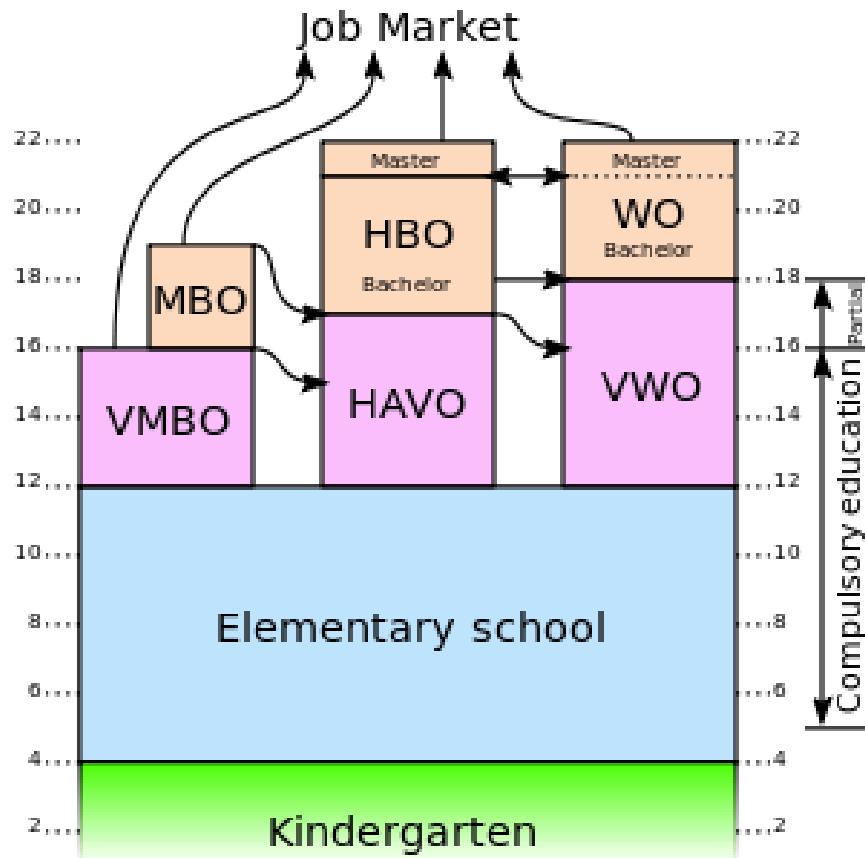 Job Market
22.... ....22
Master Master
20.... ....20
HBO WO
Bachelor Bachelor
18.... ....18
MBO Partial
16.... ....16
VMBO HAVO VWO
14.... ....14
12.... ....12
Compulsory education
10.... ....10
8.... ....8
Elementary school
6.... ....6
4.... ....4
2.... ....2
Kindergarten